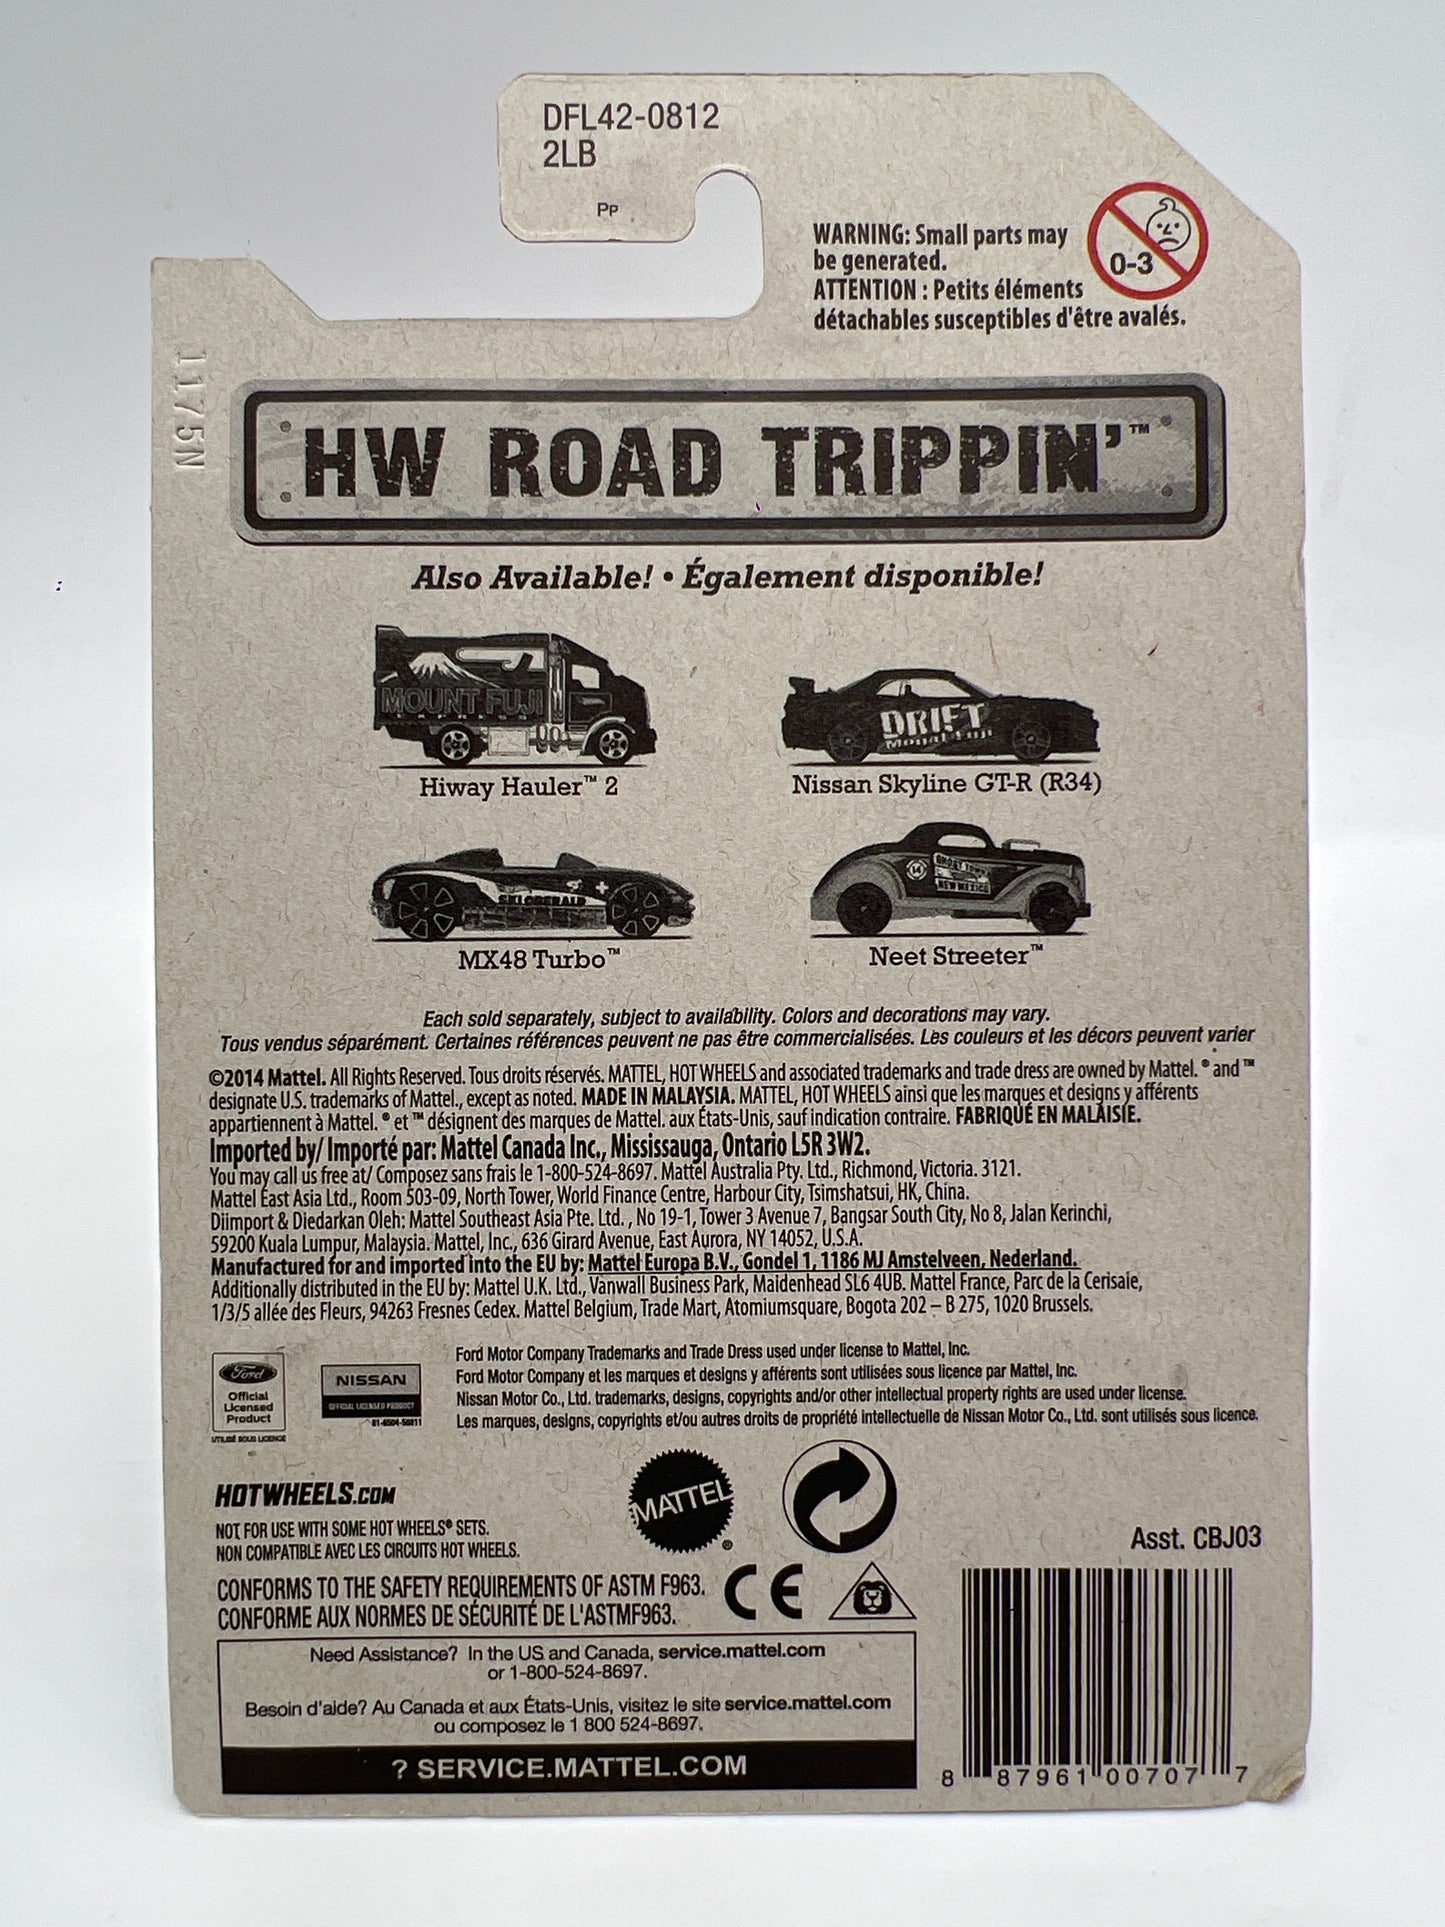 DFL42-0812
2LB
PP
WARNING: Small parts may
be generated.
ATTENTION : Petits éléments
détachables susceptibles d'être avalés.
0-3
1175N
HW ROAD TRIPPIN'™
Also Available! • Également disponible!
MOUNT FUJI
EXPRESS
Hiway Hauler™ 2
DRIFT
MOUNT FUJI
Nissan Skyline GT-R (R34)
MX48 Turbo™
14
GHOST TOWN
NEW MEXICO
Neet Streeter™
Each sold separately, subject to availability. Colors and decorations may vary.
Tous vendus séparément. Certaines références peuvent ne pas être commercialisées. Les couleurs et les décors peuvent varier
©2014 Mattel. All Rights Reserved. Tous droits réservés. MATTEL, HOT WHEELS and associated trademarks and trade dress are owned by Mattel. ® and ™
designate U.S. trademarks of Mattel., except as noted. MADE IN MALAYSIA. MATTEL, HOT WHEELS ainsi que les marques et designs y afférents
appartiennent à Mattel. ® et ™ désignent des marques de Mattel. aux États-Unis, sauf indication contraire. FABRIQUÉ EN MALAISIE.
Imported by/ Importé par: Mattel Canada Inc., Mississauga, Ontario L5R 3W2.
You may call us free at/ Composez sans frais le 1-800-524-8697. Mattel Australia Pty. Ltd., Richmond, Victoria. 3121.
Mattel East Asia Ltd., Room 503-09, North Tower, World Finance Centre, Harbour City, Tsimshatsui, HK, China.
Diimport & Diedarkan Oleh: Mattel Southeast Asia Pte. Ltd. , No 19-1, Tower 3 Avenue 7, Bangsar South City, No 8, Jalan Kerinchi,
59200 Kuala Lumpur, Malaysia. Mattel, Inc., 636 Girard Avenue, East Aurora, NY 14052, U.S.A.
Manufactured for and imported into the EU by: Mattel Europa B.V., Gondel 1, 1186 MJ Amstelveen, Nederland.
Additionally distributed in the EU by: Mattel U.K. Ltd., Vanwall Business Park, Maidenhead SL6 4UB. Mattel France, Parc de la Cerisaie,
1/3/5 allée des Fleurs, 94263 Fresnes Cedex. Mattel Belgium, Trade Mart, Atomiumsquare, Bogota 202 – B 275, 1020 Brussels.
Ford
Official
Licensed
Product
UTILISÉ SOUS LICENCE
NISSAN
OFFICIAL LICENSED PRODUCT
Ford Motor Company Trademarks and Trade Dress used under license to Mattel, Inc.
Ford Motor Company et les marques et designs y afférents sont utilisées sous licence par Mattel, Inc.
Nissan Motor Co., Ltd. trademarks, designs, copyrights and/or other intellectual property rights are used under license.
Les marques, designs, copyrights et/ou autres droits de propriété intellectuelle de Nissan Motor Co., Ltd. sont utilisés sous licence.
HOTWHEELS.COM
NOT FOR USE WITH SOME HOT WHEELS® SETS.
NON COMPATIBLE AVEC LES CIRCUITS HOT WHEELS.
MATTEL®
CONFORMS TO THE SAFETY REQUIREMENTS OF ASTM F963.
CONFORME AUX NORMES DE SÉCURITÉ DE L'ASTMF963.
CE
Asst. CBJ03
Need Assistance? In the US and Canada, service.mattel.com
or 1-800-524-8697.
Besoin d'aide? Au Canada et aux États-Unis, visitez le site service.mattel.com
ou composez le 1 800 524-8697.
? SERVICE.MATTEL.COM
8 87961 00707 7